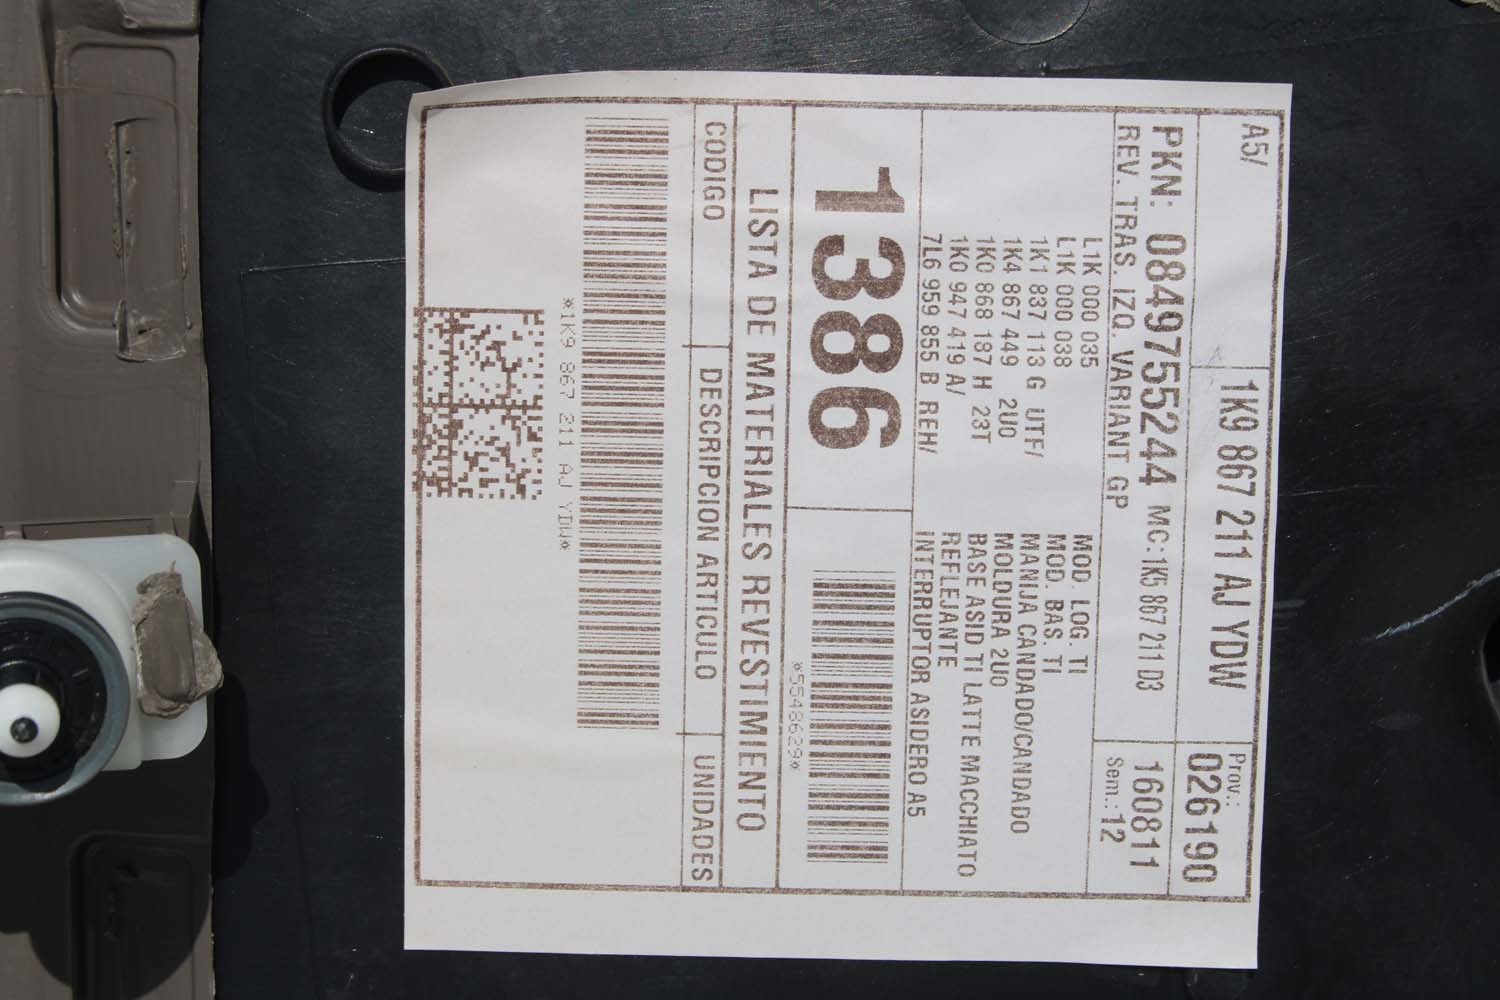 A5/
1K9 867 211 AJ YDW
Prov.:
026190
PKN: 0849755244 MC:1K5 867 211 D3
160811
REV. TRAS. IZQ. VARIANT GP
Sem.:12
L1K 000 035 MOD. LOG. TI
L1K 000 038 MOD. BAS. TI
1K1 837 113 G UTF/ MANIJA CANDADO/CANDADO
1K4 867 449 2U0 MOLDURA 2U0
1K0 868 187 H 23T BASE ASID TI LATTE MACCHIATO
1K0 947 419 A/ REFLEJANTE
7L6 959 855 B REH/ INTERRUPTOR ASIDERO A5
1386
*5548629*
LISTA DE MATERIALES REVESTIMIENTO
CODIGO DESCRIPCION ARTICULO UNIDADES
*1K9 867 211 AJ YDW*